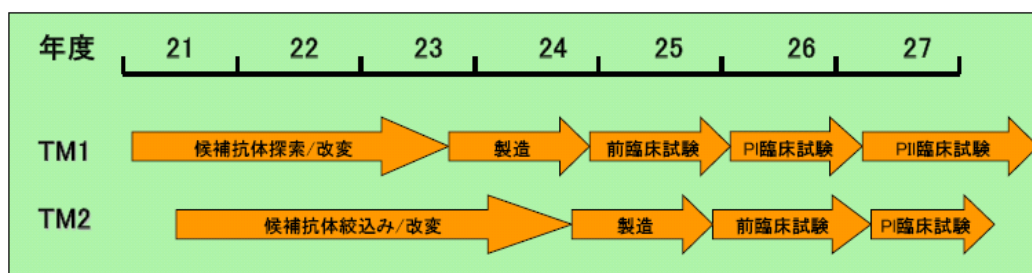 年度 21 22 23 24 25 26 27
TM1 候補抗体探索/改変 製造 前臨床試験 PI臨床試験 PII臨床試験
TM2 候補抗体絞込み/改変 製造 前臨床試験 PI臨床試験